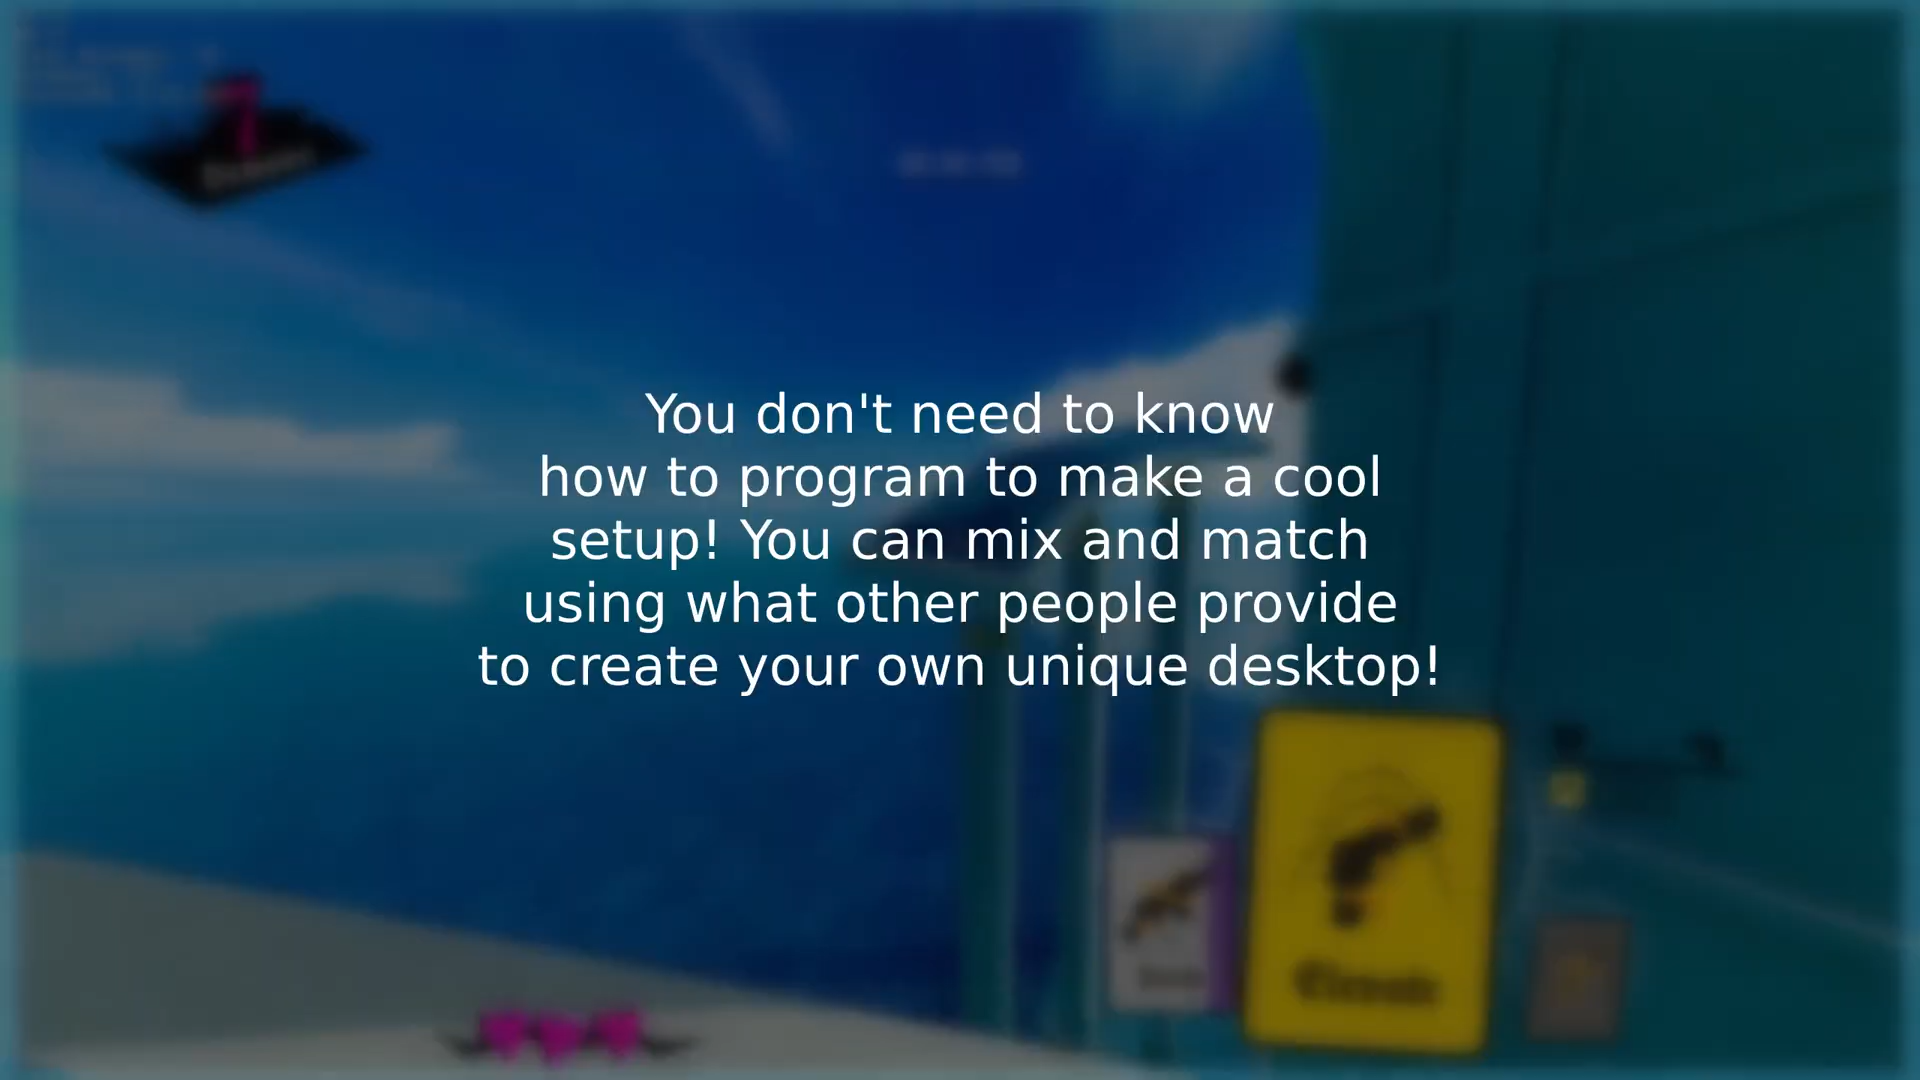 You don't need to know
how to program to make a cool
setup! You can mix and match
using what other people provide
to create your own unique desktop!
Elevate